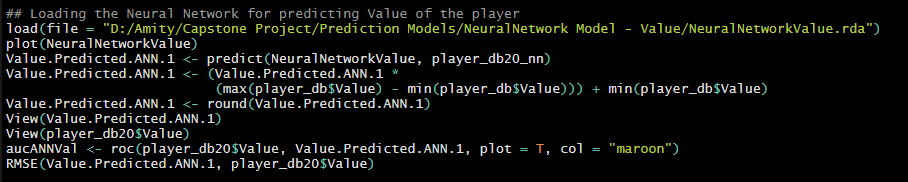 ## Loading the Neural Network for predicting Value of the player
load(file = "D:/Amity/Capstone Project/Prediction Models/NeuralNetwork Model - Value/NeuralNetworkValue.rda")
plot(NeuralNetworkValue)
Value.Predicted.ANN.1 <- predict(NeuralNetworkValue, player_db20_nn)
Value.Predicted.ANN.1 <- (Value.Predicted.ANN.1 *
(max(player_db$Value) - min(player_db$Value))) + min(player_db$Value)
Value.Predicted.ANN.1 <- round(Value.Predicted.ANN.1)
View(Value.Predicted.ANN.1)
View(player_db20$Value)
aucANNVal <- roc(player_db20$Value, Value.Predicted.ANN.1, plot = T, col = "maroon")
RMSE(Value.Predicted.ANN.1, player_db20$Value)